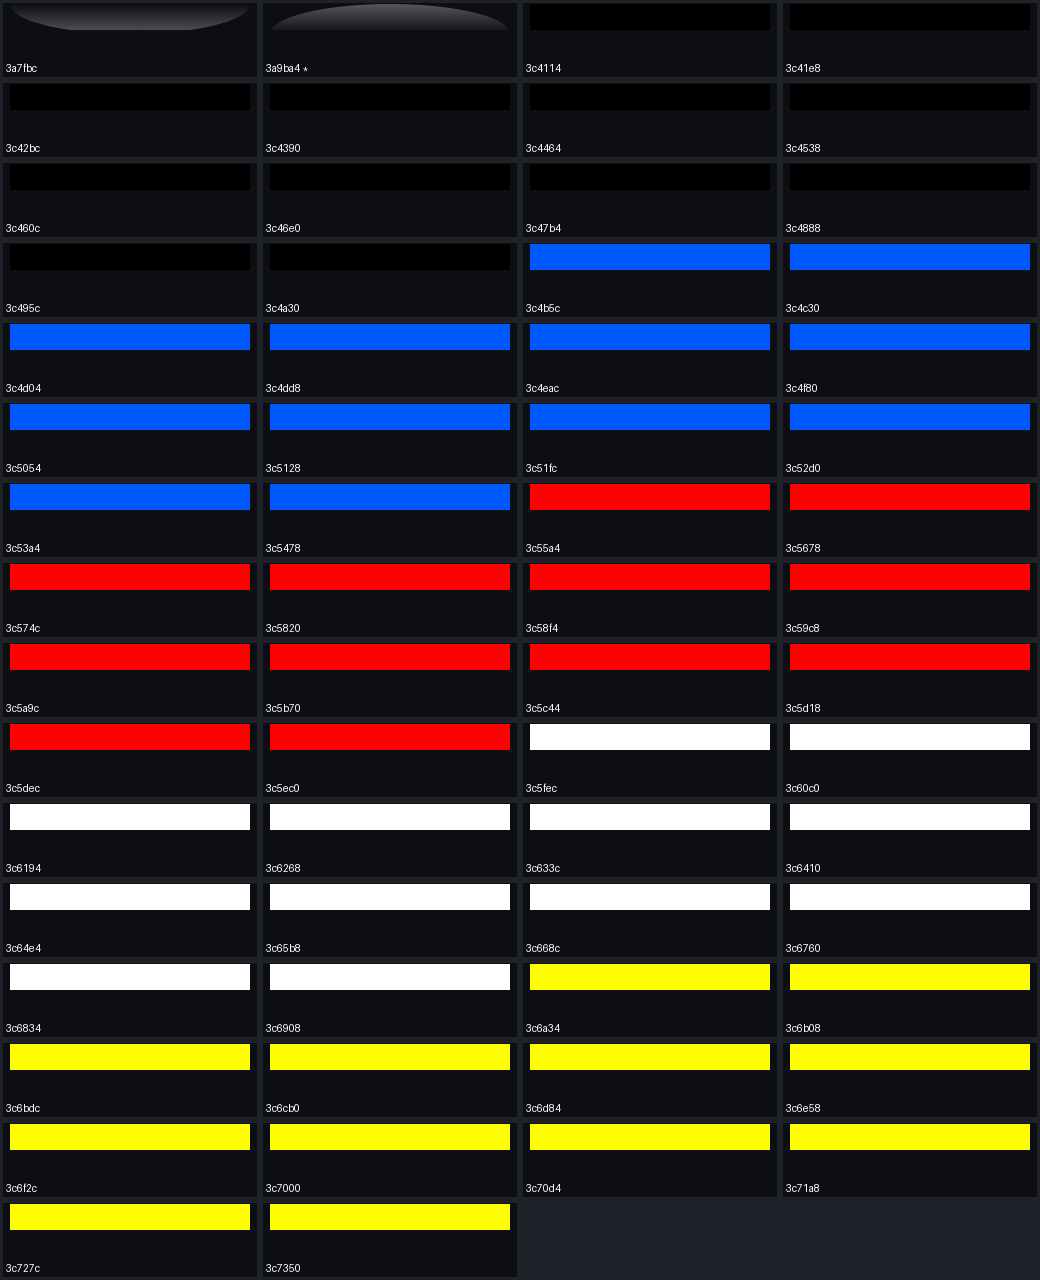 3a7fbc 3a9ba4 * 3c4114 3c41e8
3c42bc 3c4390 3c4464 3c4538
3c460c 3c46e0 3c47b4 3c4888
3c495c 3c4a30 3c4b5c 3c4c30
3c4d04 3c4dd8 3c4eac 3c4f80
3c5054 3c5128 3c51fc 3c52d0
3c53a4 3c5478 3c55a4 3c5678
3c574c 3c5820 3c58f4 3c59c8
3c5a9c 3c5b70 3c5c44 3c5d18
3c5dec 3c5ec0 3c5fec 3c60c0
3c6194 3c6268 3c633c 3c6410
3c64e4 3c65b8 3c668c 3c6760
3c6834 3c6908 3c6a34 3c6b08
3c6bdc 3c6cb0 3c6d84 3c6e58
3c6f2c 3c7000 3c70d4 3c71a8
3c727c 3c7350